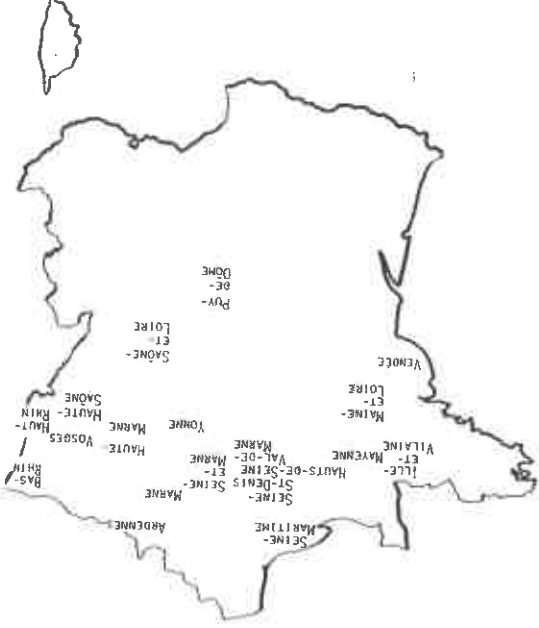 SEINE-
MARITIME
ARDENNE
SEINE-
ST-DENIS
HAUTS-DE-SEINE
VAL-DE-
MARNE
SEINE-
ET-
MARNE
MARNE
BAS-
RHIN
ILLE-
ET-
VILAINE
MAYENNE
YONNE
HAUTE
MARNE
VOSGES
HAUT-
RHIN
HAUTE-
SAÔNE
MAINE-
ET-
LOIRE
VENDÉE
SAÔNE-
ET-
LOIRE
PUY-
DE-
DÔME